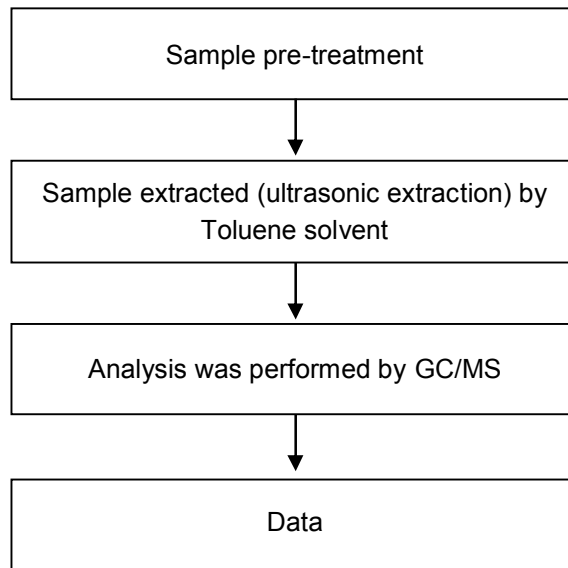 Sample pre-treatment
Sample extracted (ultrasonic extraction) by
Toluene solvent
Analysis was performed by GC/MS
Data